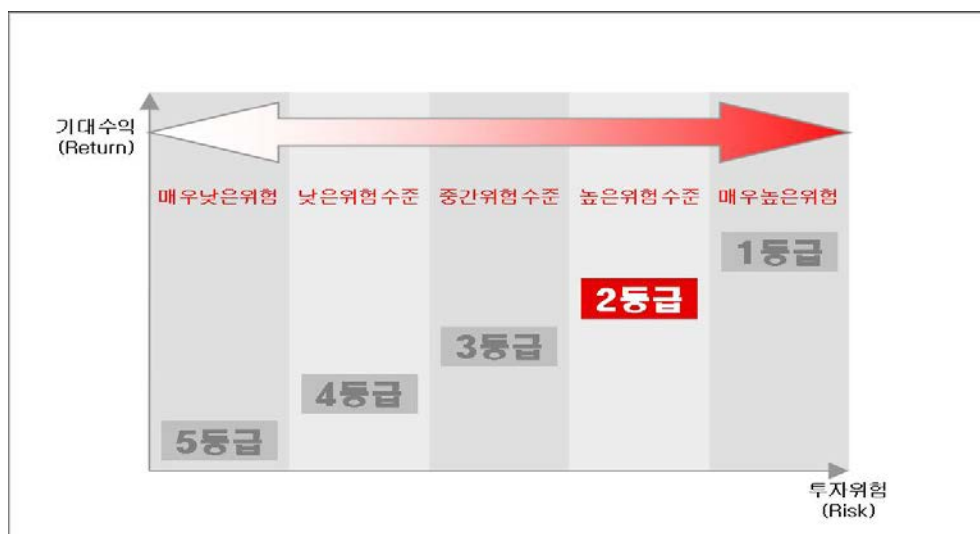 기대수익
(Return)
매우낮은위험 낮은위험수준 중간위험수준 높은위험수준 매우높은위험
1등급
2등급
3등급
4등급
5등급
투자위험
(Risk)